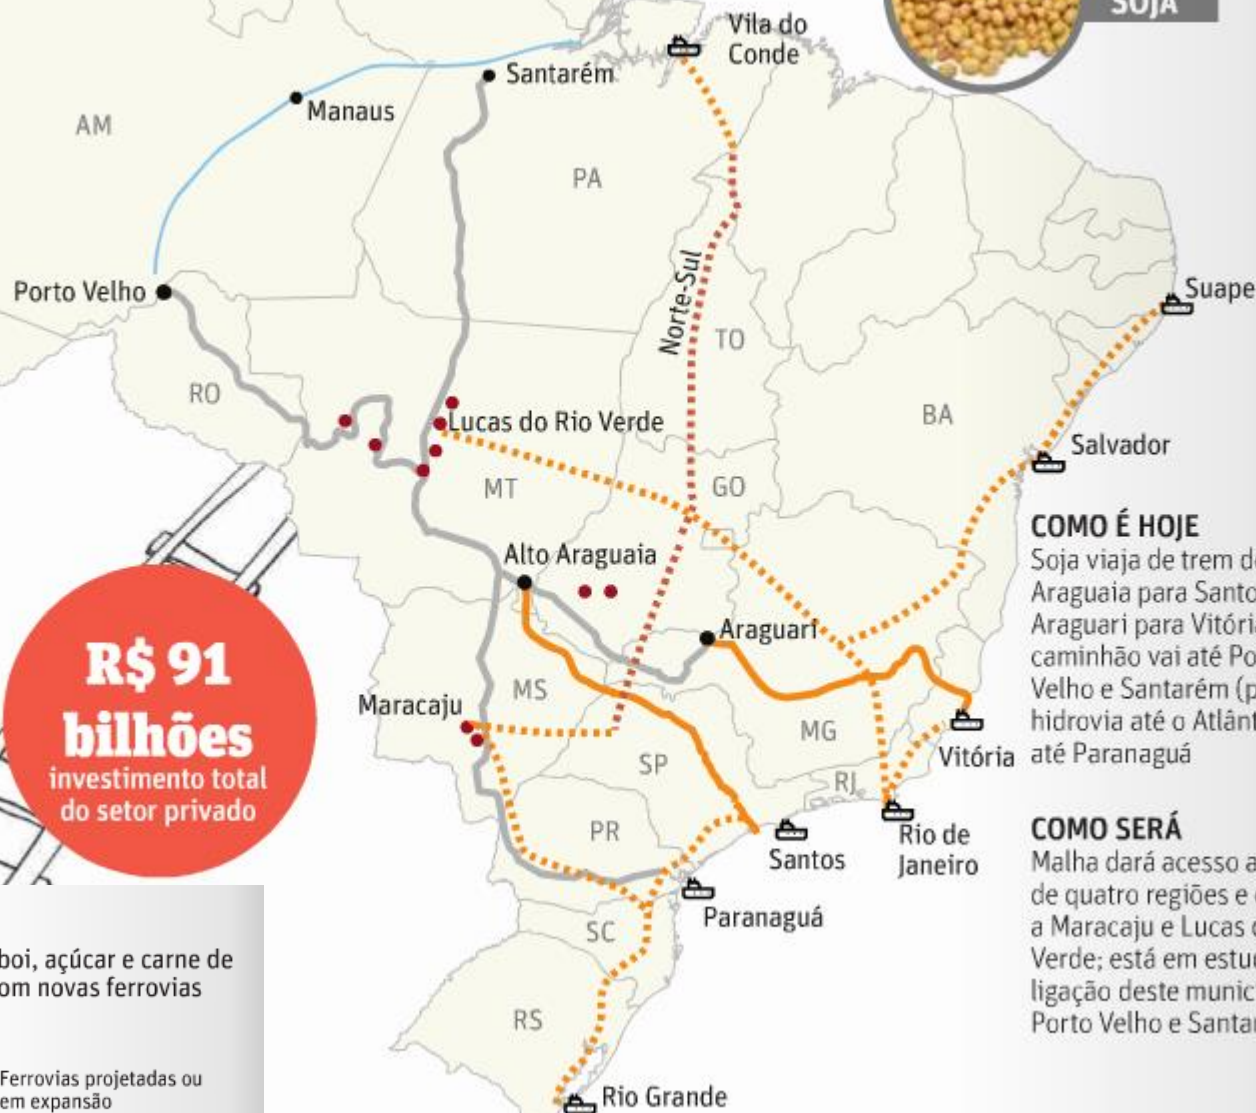 SOJA
Vila do
Conde
Santarém
Manaus
AM
PA
Porto Velho
Norte-Sul
TO
Suape
RO
Lucas do Rio Verde
BA
Salvador
MT
GO
Alto Araguaia
Araguari
MS
Maracaju
MG
Vitória
SP
RJ
PR
Santos
Rio de
Janeiro
Paranaguá
SC
RS
Rio Grande
R$ 91
bilhões
investimento total
do setor privado
COMO É HOJE
Soja viaja de trem d
Araguaia para Santo
Araguari para Vitória
caminhão vai até Po
Velho e Santarém (p
hidrovia até o Atlân
até Paranaguá
COMO SERÁ
Malha dará acesso a
de quatro regiões e
a Maracaju e Lucas
Verde; está em estu
ligação deste munic
Porto Velho e Santa
boi, açúcar e carne de
om novas ferrovias
Ferrovias projetadas ou
em expansão